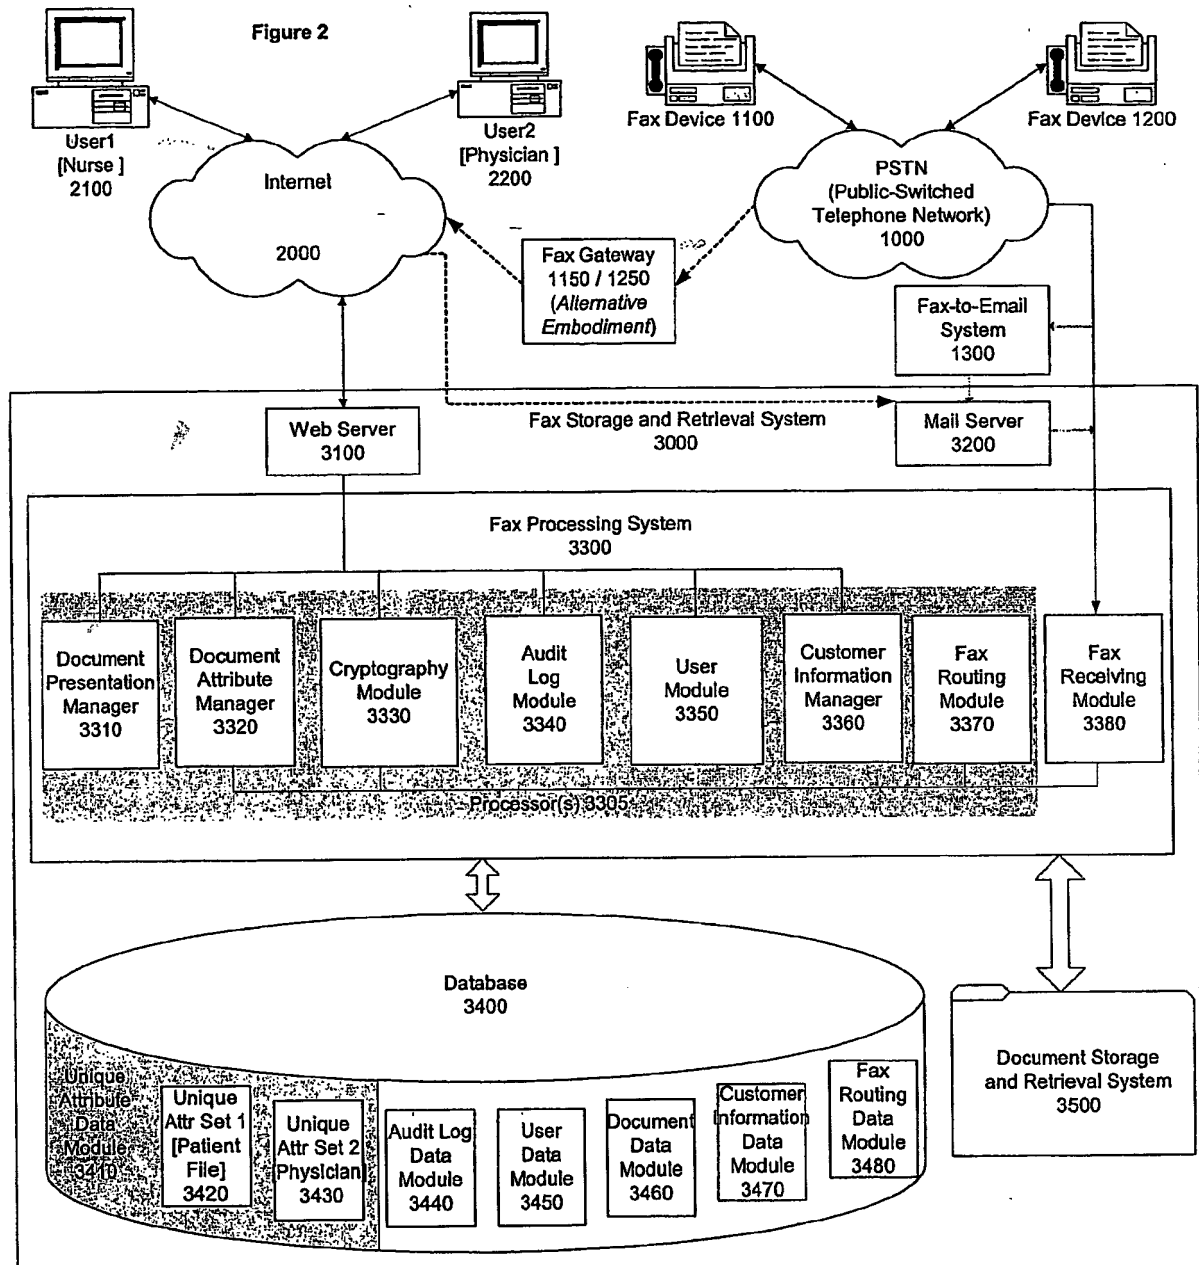 Figure 2
User1
[Nurse ]
2100
User2
[Physician ]
2200
Fax Device 1100
Fax Device 1200
Internet
2000
PSTN
(Public-Switched
Telephone Network)
1000
Fax Gateway
1150 / 1250
(Alternative
Embodiment)
Fax-to-Email
System
1300
Web Server
3100
Fax Storage and Retrieval System
3000
Mail Server
3200
Fax Processing System
3300
Document
Presentation
Manager
3310
Document
Attribute
Manager
3320
Cryptography
Module
3330
Audit
Log
Module
3340
User
Module
3350
Customer
Information
Manager
3360
Fax
Routing
Module
3370
Fax
Receiving
Module
3380
Processor(s) 3305
Database
3400
Unique
Attribute
Data
Module
3410
Unique
Attr Set 1
[Patient
File]
3420
Unique
Attr Set 2
Physician]
3430
Audit Log
Data
Module
3440
User
Data
Module
3450
Document
Data
Module
3460
Customer
Information
Data
Module
3470
Fax
Routing
Data
Module
3480
Document Storage
and Retrieval System
3500